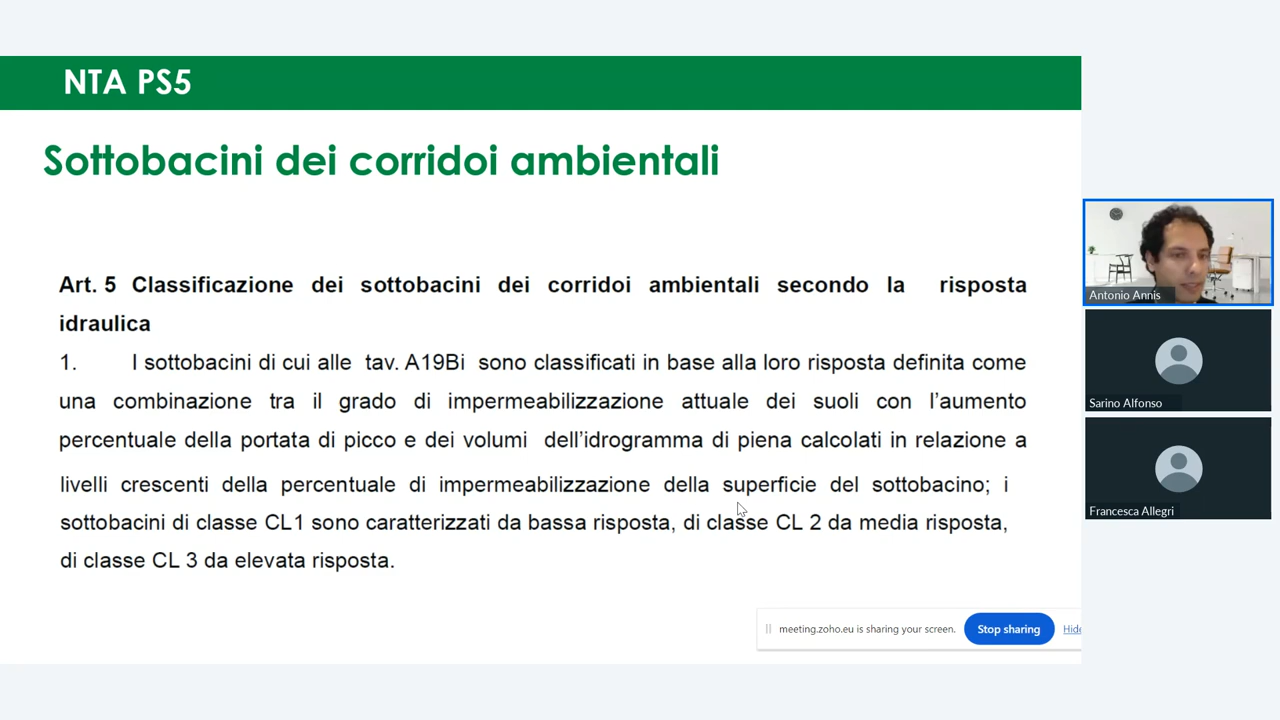 NTA PS5
Sottobacini dei corridoi ambientali
Art. 5 Classificazione dei sottobacini dei corridoi ambientali secondo la risposta
idraulica
1. I sottobacini di cui alle tav. A19Bi sono classificati in base alla loro risposta definita come
una combinazione tra il grado di impermeabilizzazione attuale dei suoli con l'aumento
percentuale della portata di picco e dei volumi dell'idrogramma di piena calcolati in relazione a
livelli crescenti della percentuale di impermeabilizzazione della superficie del sottobacino; i
sottobacini di classe CL1 sono caratterizzati da bassa risposta, di classe CL 2 da media risposta,
di classe CL 3 da elevata risposta.
meeting.zoho.eu is sharing your screen.
Stop sharing
Hide
Antonio Annis
Sarino Alfonso
Francesca Allegri